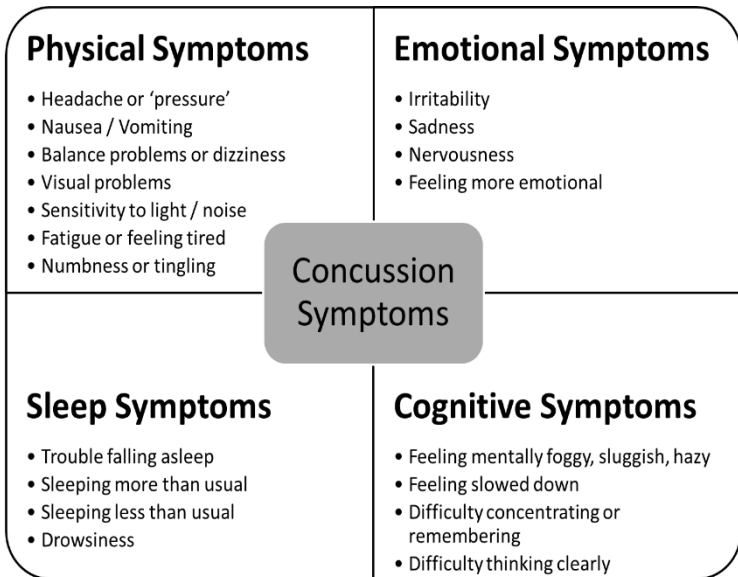 Physical Symptoms
• Headache or ‘pressure’
• Nausea / Vomiting
• Balance problems or dizziness
• Visual problems
• Sensitivity to light / noise
• Fatigue or feeling tired
• Numbness or tingling
Emotional Symptoms
• Irritability
• Sadness
• Nervousness
• Feeling more emotional
Concussion
Symptoms
Sleep Symptoms
• Trouble falling asleep
• Sleeping more than usual
• Sleeping less than usual
• Drowsiness
Cognitive Symptoms
• Feeling mentally foggy, sluggish, hazy
• Feeling slowed down
• Difficulty concentrating or
remembering
• Difficulty thinking clearly